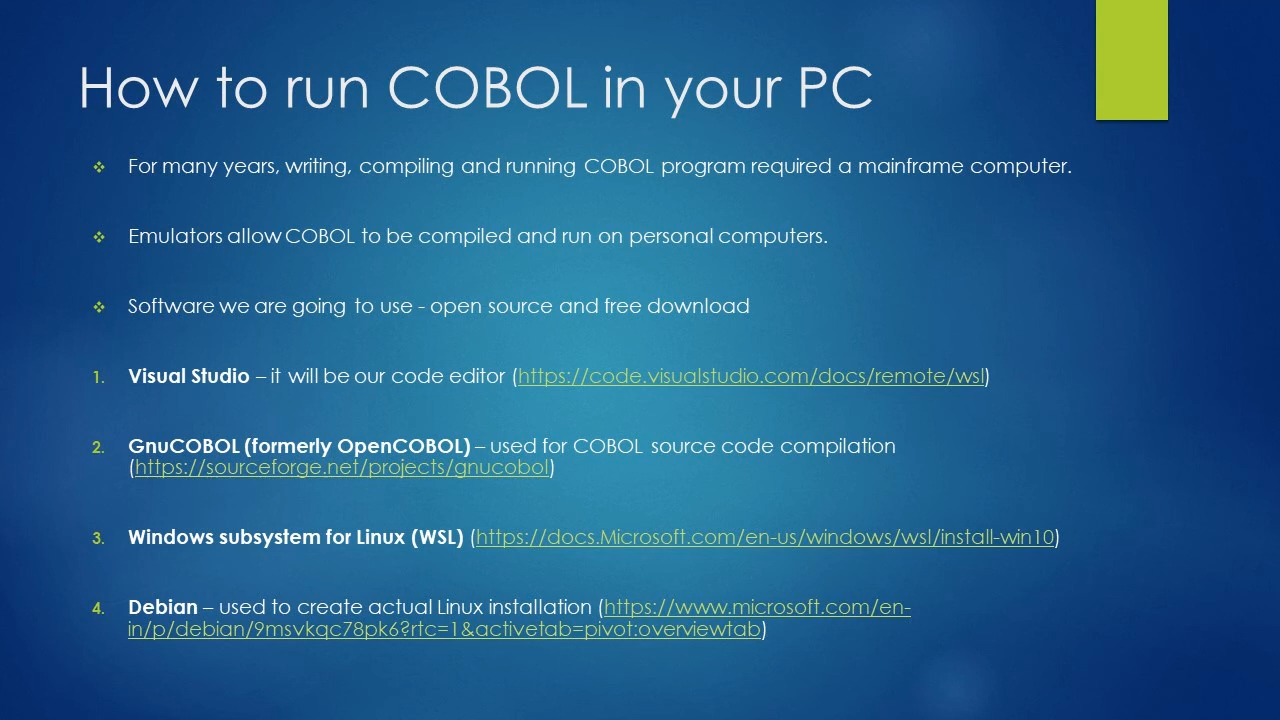 How to run COBOL in your PC
❖ For many years, writing, compiling and running COBOL program required a mainframe computer.
❖ Emulators allow COBOL to be compiled and run on personal computers.
❖ Software we are going to use - open source and free download
1. Visual Studio – it will be our code editor (https://code.visualstudio.com/docs/remote/wsl)
2. GnuCOBOL (formerly OpenCOBOL) – used for COBOL source code compilation
(https://sourceforge.net/projects/gnucobol)
3. Windows subsystem for Linux (WSL) (https://docs.Microsoft.com/en-us/windows/wsl/install-win10)
4. Debian – used to create actual Linux installation (https://www.microsoft.com/en-
in/p/debian/9msvkqc78pk6?rtc=1&activetab=pivot:overviewtab)